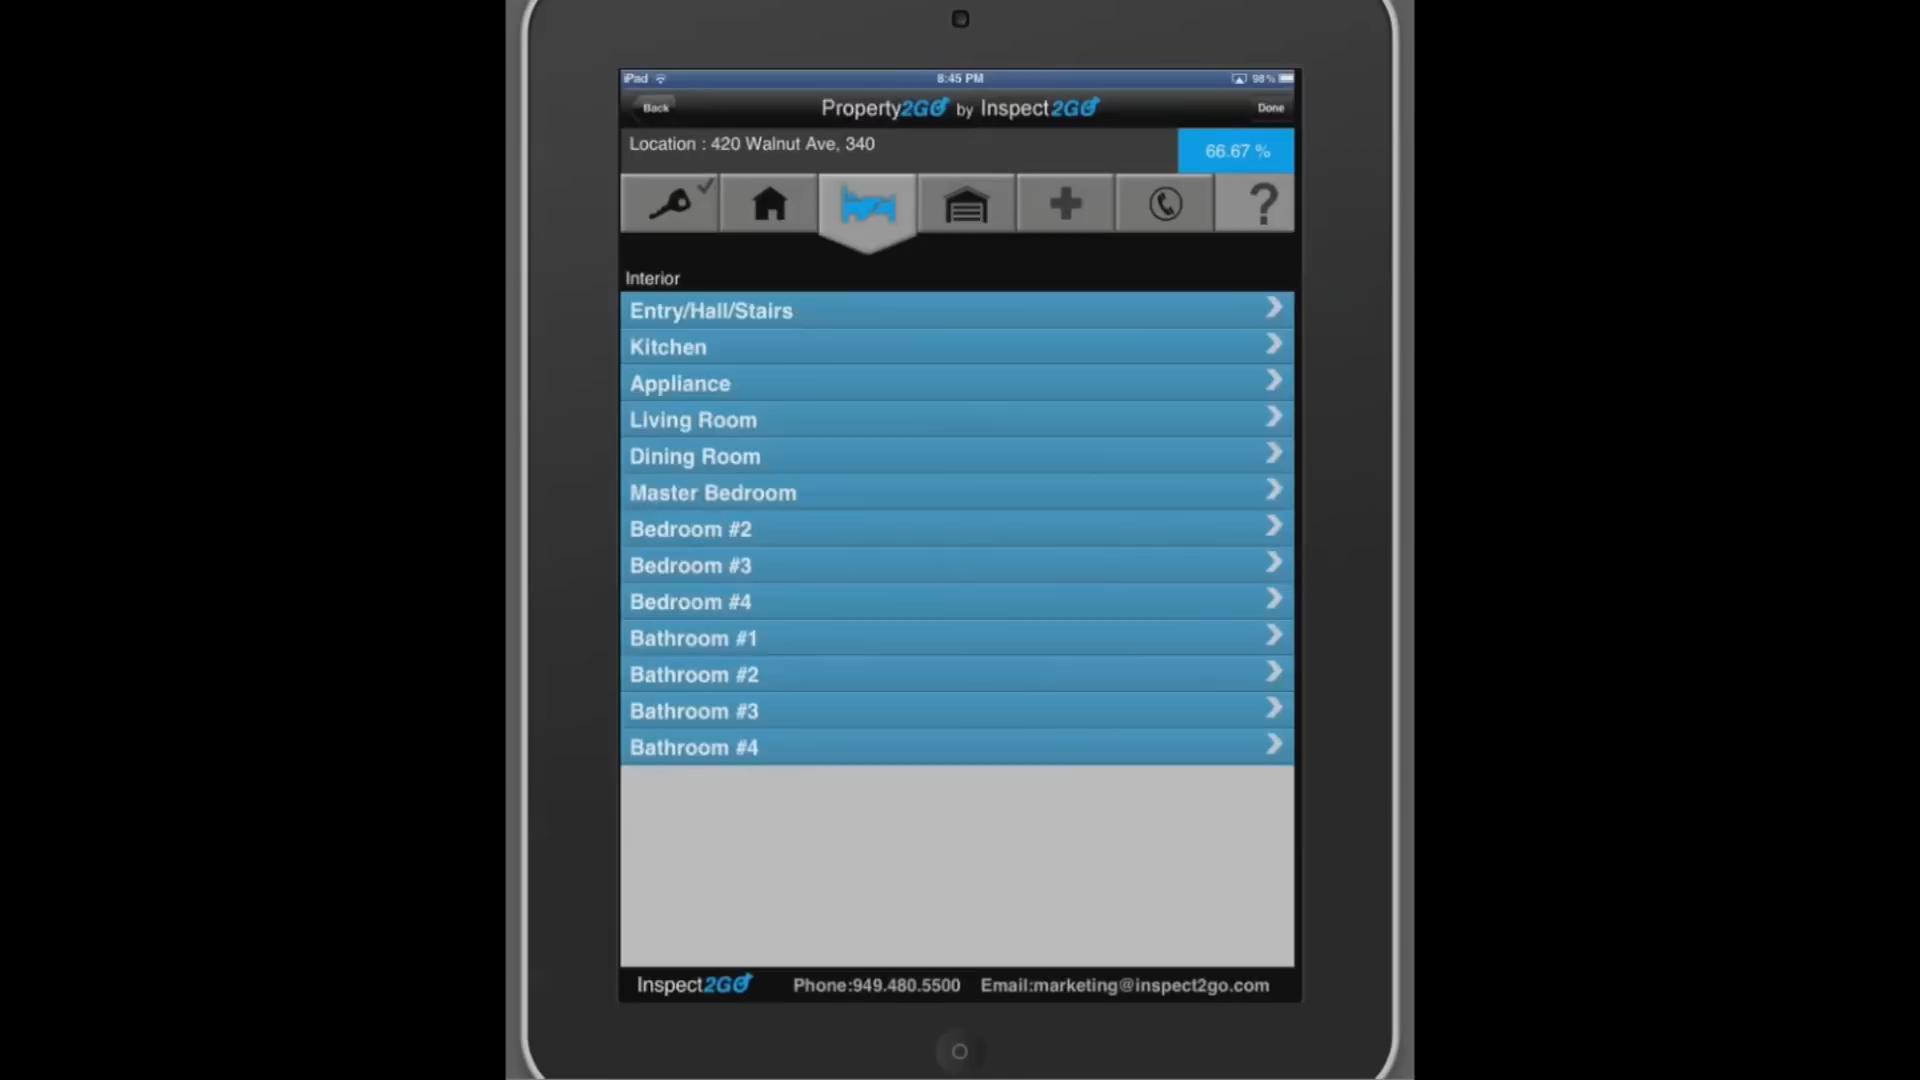 iPad 8:45 PM 98%
Back Property2GO by Inspect2GO Done
Location : 420 Walnut Ave, 340 66.67 %
?
Interior
Entry/Hall/Stairs
Kitchen
Appliance
Living Room
Dining Room
Master Bedroom
Bedroom #2
Bedroom #3
Bedroom #4
Bathroom #1
Bathroom #2
Bathroom #3
Bathroom #4
Inspect2GO Phone:949.480.5500 Email:marketing@inspect2go.com